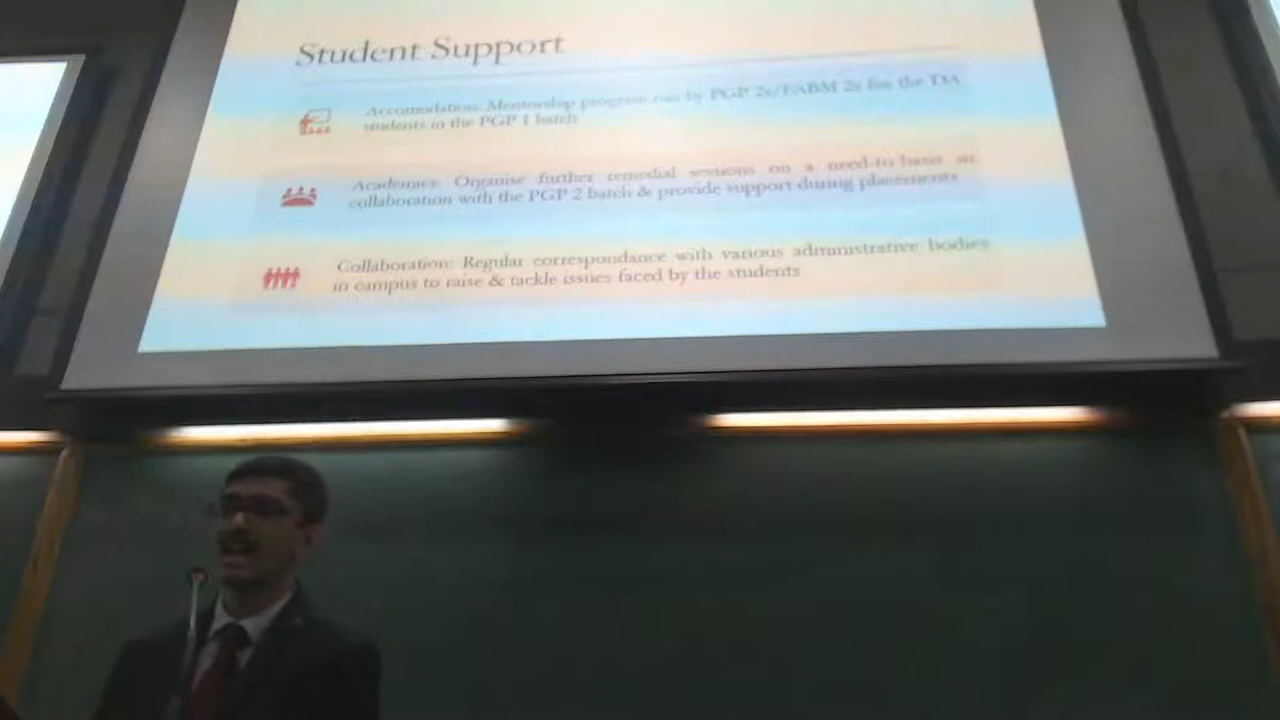 Student Support
Accomodation: Mentorship program run by PGP 2s/FABM 2s for the DA
students in the PGP 1 batch
Academics: Organise further remedial sessions on a need-to-basis in
collaboration with the PGP 2 batch & provide support during placements
Collaboration: Regular correspondance with various administrative bodies
in campus to raise & tackle issues faced by the students